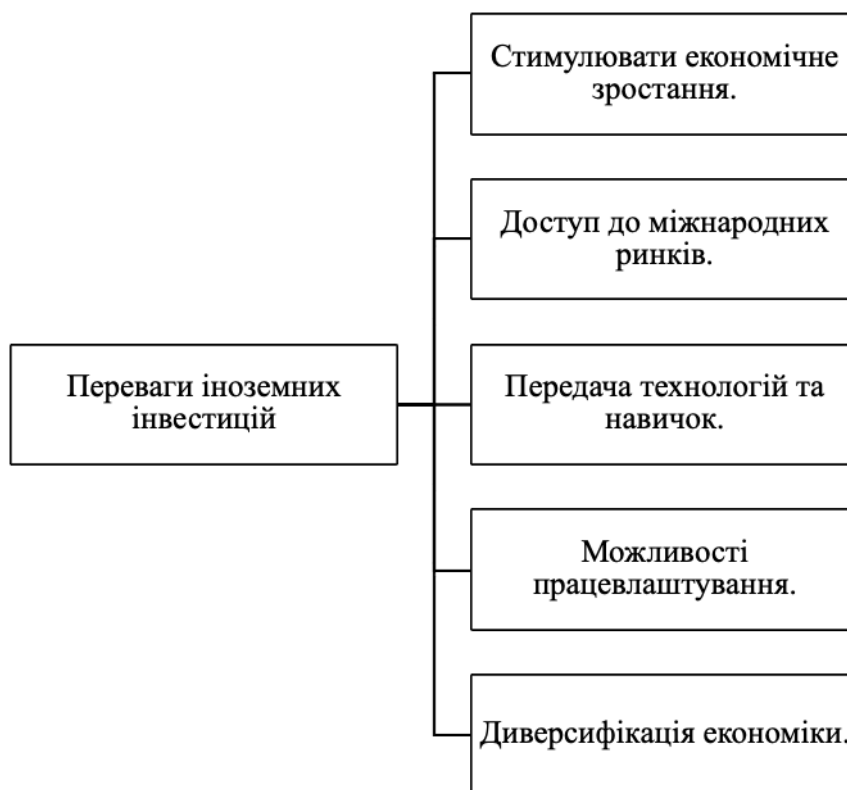 Стимулювати економічне
зростання.
Доступ до міжнародних
ринків.
Переваги іноземних
інвестицій
Передача технологій та
навичок.
Можливості
працевлаштування.
Диверсифікація економіки.